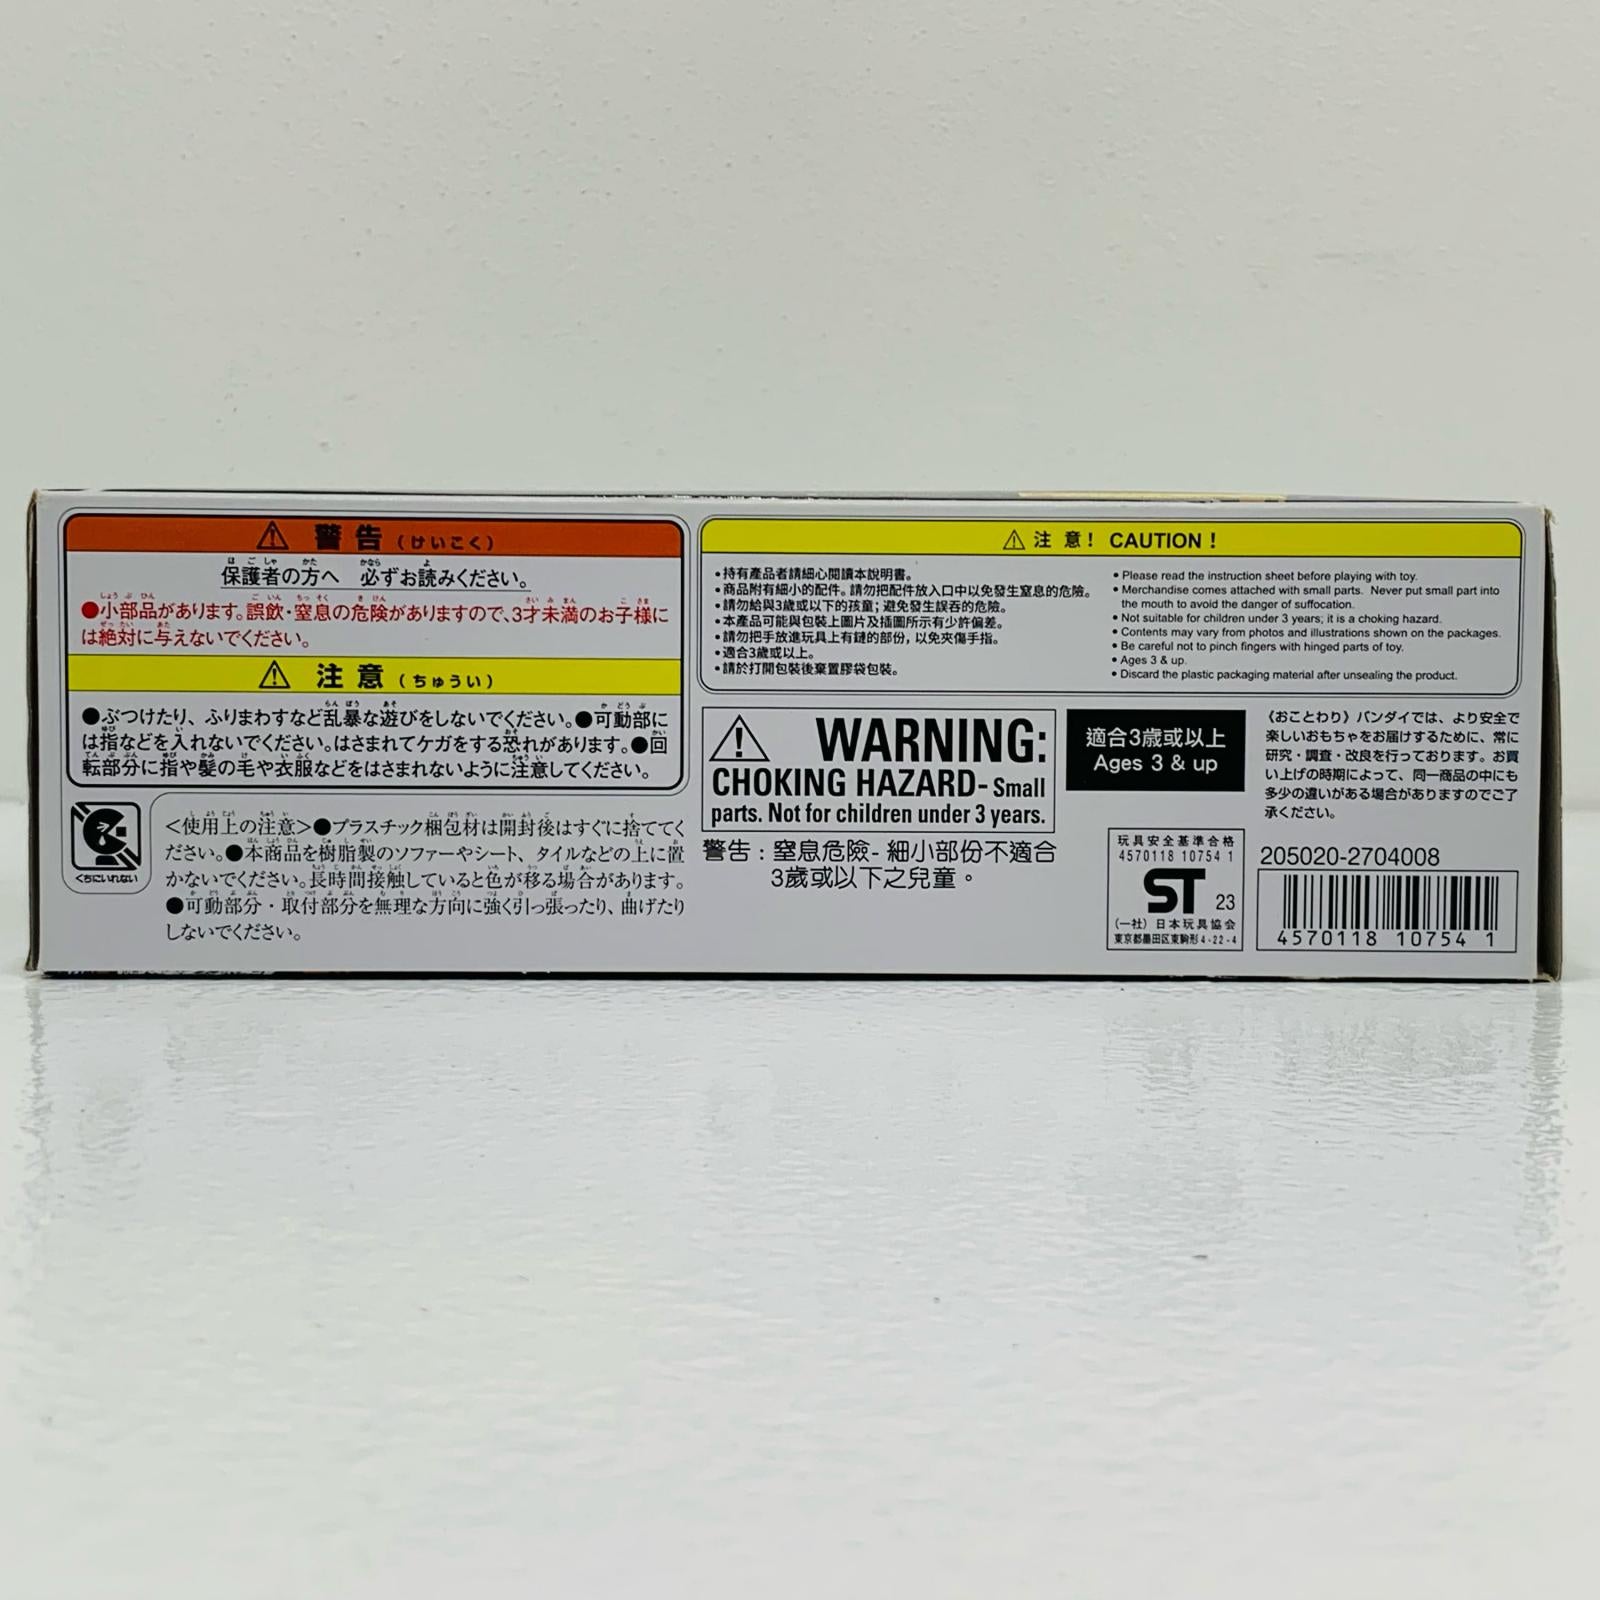 警告（けいこく）
保護者の方へ 必ずお読みください。
●小部品があります。誤飲・窒息の危険がありますので、3才未満のお子様に
は絶対に与えないでください。
注意（ちゅうい）
●ぶつけたり、ふりまわすなど乱暴な遊びをしないでください。●可動部に
は指などを入れないでください。はさまれてケガをする恐れがあります。●回
転部分に指や髪の毛や衣服などをはさまれないように注意してください。
くちにいれない
＜使用上の注意＞●プラスチック梱包材は開封後はすぐに捨ててく
ださい。●本商品を樹脂製のソファーやシート、タイルなどの上に置
かないでください。長時間接触していると色が移る場合があります。
●可動部分・取付部分を無理な方向に強く引っ張ったり、曲げたり
しないでください。
注 意！ CAUTION！
•持有產品者請細心閱讀本說明書。
•商品附有細小的配件。請勿把配件放入口中以免發生窒息的危險。
•請勿給與3歲或以下的孩童；避免發生誤吞的危險。
•本產品可能與包裝上圖片及插圖所示有少許偏差。
•請勿把手放進玩具上有鏈的部份，以免夾傷手指。
•適合3歲或以上。
•請於打開包裝後棄置膠袋包裝。
• Please read the instruction sheet before playing with toy.
• Merchandise comes attached with small parts. Never put small part into
the mouth to avoid the danger of suffocation.
• Not suitable for children under 3 years; it is a choking hazard.
• Contents may vary from photos and illustrations shown on the packages.
• Be careful not to pinch fingers with hinged parts of toy.
• Ages 3 & up.
• Discard the plastic packaging material after unsealing the product.
WARNING:
CHOKING HAZARD- Small
parts. Not for children under 3 years.
警告：窒息危險- 細小部份不適合
3歲或以下之兒童。
適合3歲或以上
Ages 3 & up
《おことわり》バンダイでは、より安全で
楽しいおもちゃをお届けするために、常に
研究・調査・改良を行っております。お買
い上げの時期によって、同一商品の中にも
多少の違いがある場合がありますのでご了
承ください。
玩具安全基準合格
4570118 10754 1
ST 23
(一社) 日本玩具協会
東京都墨田区東駒形4-22-4
205020-2704008
4570118 10754 1